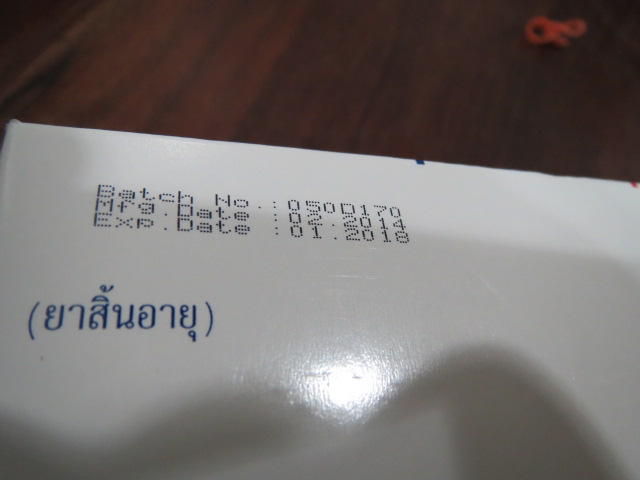 Batch No.:050D170
Mfg.Date :02.2014
Exp.Date :01.2018
(ยาสิ้นอายุ)